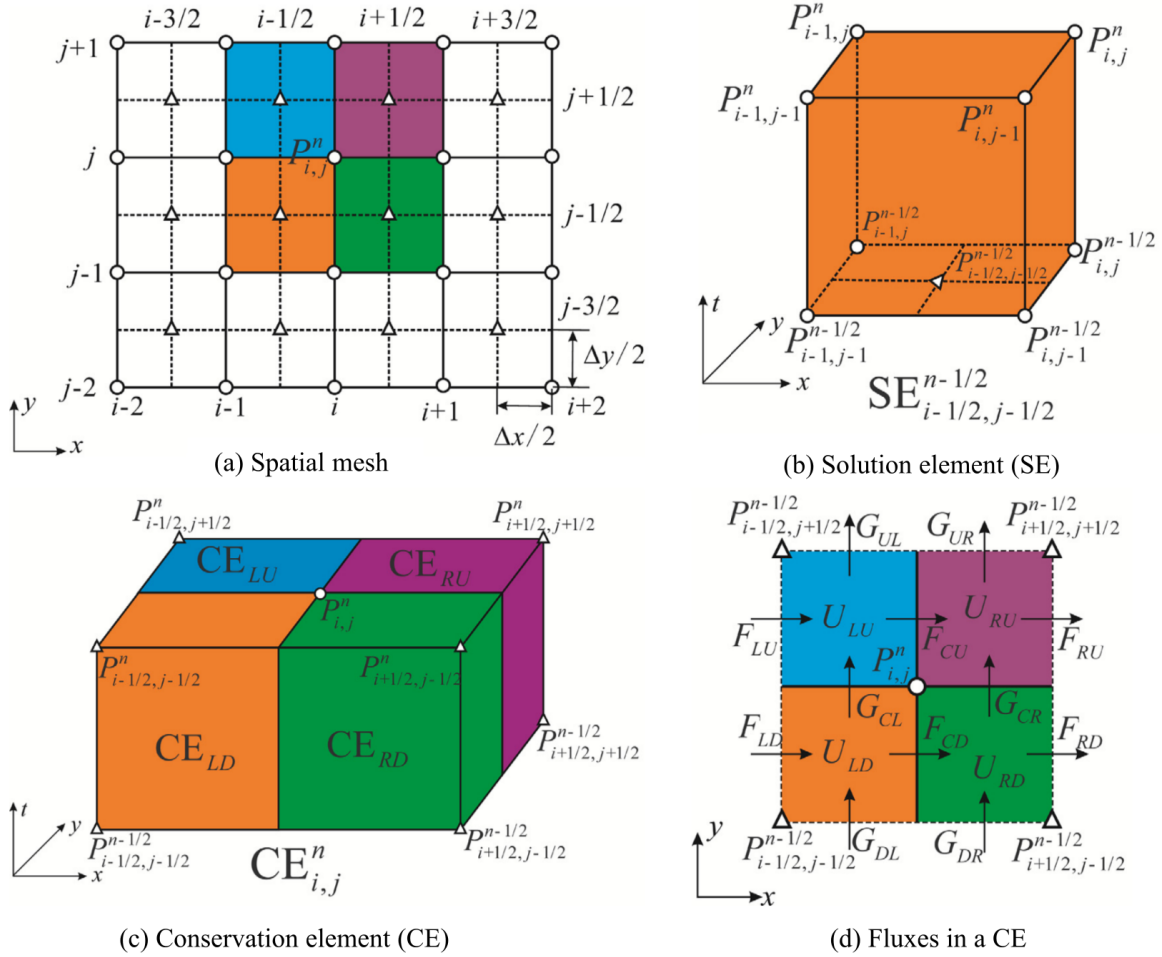 i-3/2 i-1/2 i+1/2 i+3/2
j+1
j+1/2
P^n_{i,j}
j
j-1/2
j-1
j-3/2
Δy/2
j-2
i-2 i-1 i i+1 i+2
Δx/2
y
x
(a) Spatial mesh
P^n_{i-1,j}
P^n_{i,j}
P^n_{i-1,j-1}
P^n_{i,j-1}
P^{n-1/2}_{i-1,j}
P^{n-1/2}_{i-1/2,j-1/2}
P^{n-1/2}_{i,j}
P^{n-1/2}_{i-1,j-1}
P^{n-1/2}_{i,j-1}
t
y
x
SE^{n-1/2}_{i-1/2,j-1/2}
(b) Solution element (SE)
P^n_{i-1/2,j+1/2}
P^n_{i+1/2,j+1/2}
CE_{LU}
CE_{RU}
P^n_{i,j}
P^n_{i-1/2,j-1/2}
P^n_{i+1/2,j-1/2}
CE_{LD}
CE_{RD}
P^{n-1/2}_{i+1/2,j+1/2}
t
y
x
P^{n-1/2}_{i-1/2,j-1/2}
P^{n-1/2}_{i+1/2,j-1/2}
CE^n_{i,j}
(c) Conservation element (CE)
P^{n-1/2}_{i-1/2,j+1/2}
G_{UL}
G_{UR}
P^{n-1/2}_{i+1/2,j+1/2}
U_{LU}
U_{RU}
F_{LU}
F_{CU}
F_{RU}
P^n_{i,j}
G_{CL}
G_{CR}
F_{LD}
F_{CD}
F_{RD}
U_{LD}
U_{RD}
P^{n-1/2}_{i-1/2,j-1/2}
G_{DL}
G_{DR}
P^{n-1/2}_{i+1/2,j-1/2}
y
x
(d) Fluxes in a CE